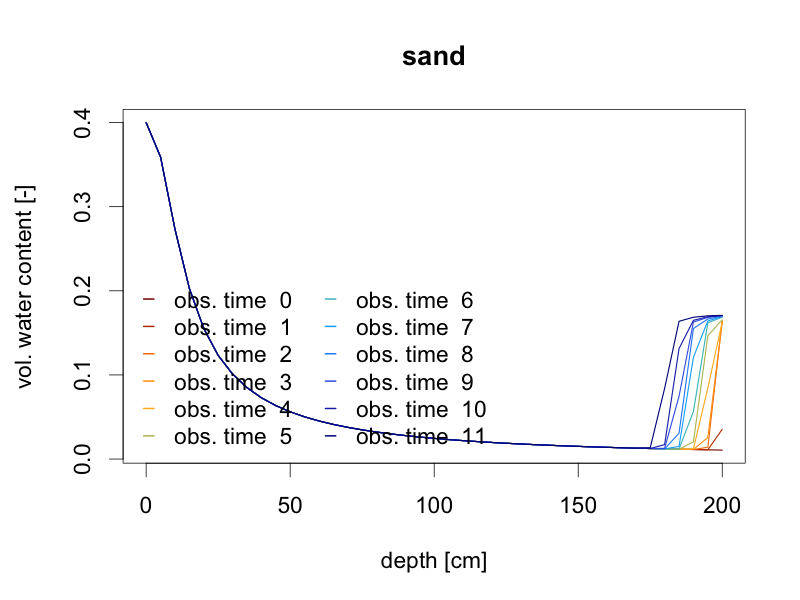 sand
vol. water content [-]
0.4
0.3
0.2
0.1
0.0
obs. time 0
obs. time 1
obs. time 2
obs. time 3
obs. time 4
obs. time 5
obs. time 6
obs. time 7
obs. time 8
obs. time 9
obs. time 10
obs. time 11
0 50 100 150 200
depth [cm]